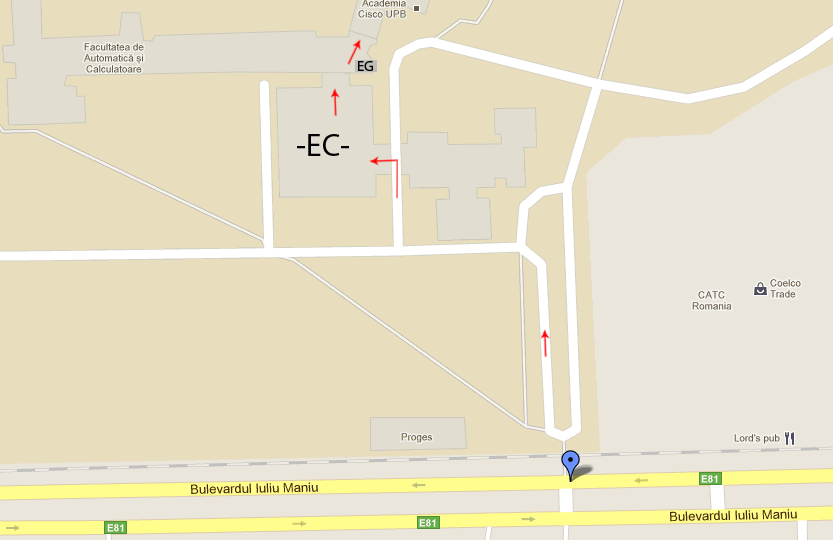 Academia
Cisco UPB
Facultatea de
Automatică și
Calculatoare
EG
-EC-
CATC
Romania
Coelco
Trade
Proges
Lord's pub
E81
Bulevardul Iuliu Maniu
E81
E81
Bulevardul Iuliu Maniu